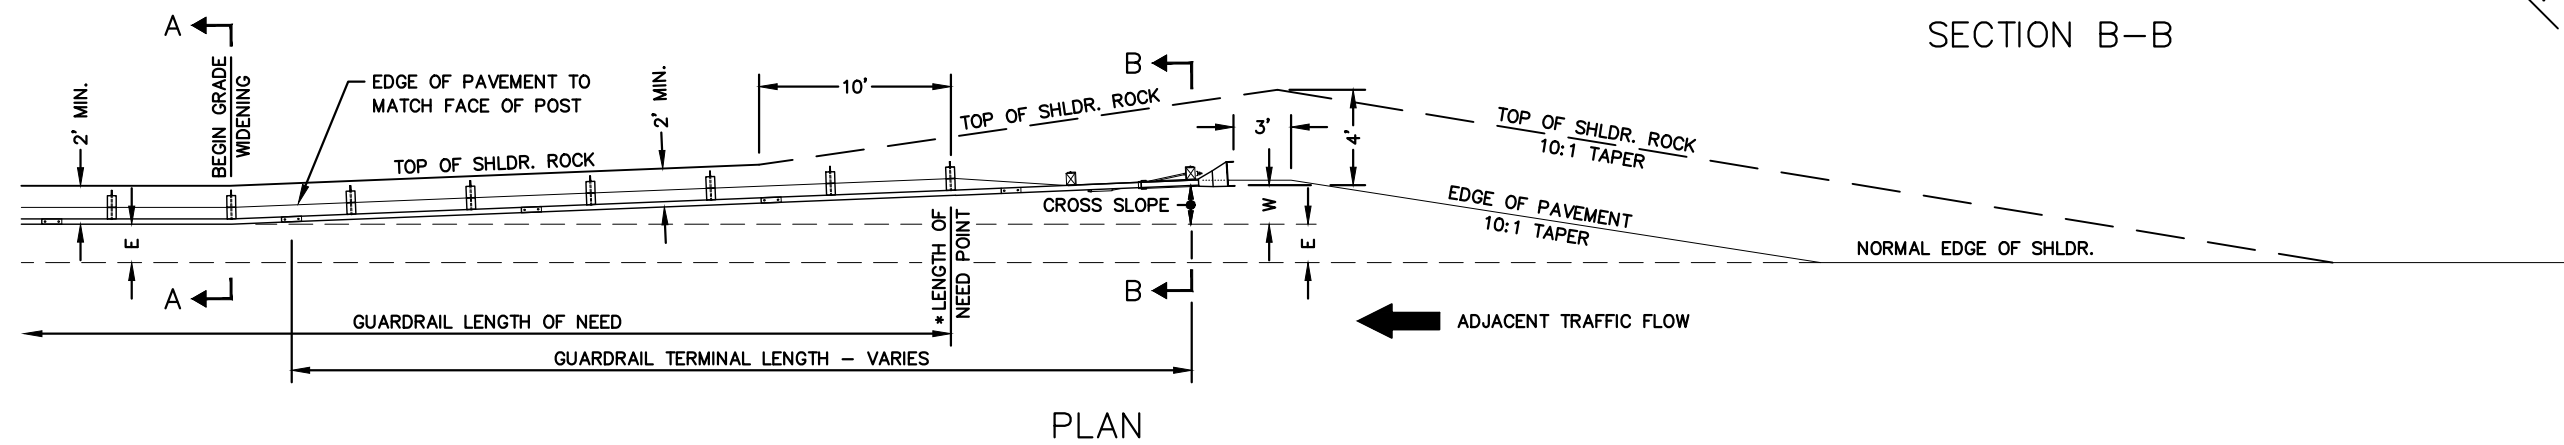 SECTION B-B
A
BEGIN GRADE
WIDENING
2' MIN.
EDGE OF PAVEMENT TO
MATCH FACE OF POST
2' MIN.
10'
B
TOP OF SHLDR. ROCK
TOP OF SHLDR. ROCK
3'
4'
TOP OF SHLDR. ROCK
10:1 TAPER
E
CROSS SLOPE
W
E
EDGE OF PAVEMENT
10:1 TAPER
NORMAL EDGE OF SHLDR.
A
B
* LENGTH OF
NEED POINT
GUARDRAIL LENGTH OF NEED
ADJACENT TRAFFIC FLOW
GUARDRAIL TERMINAL LENGTH - VARIES
PLAN